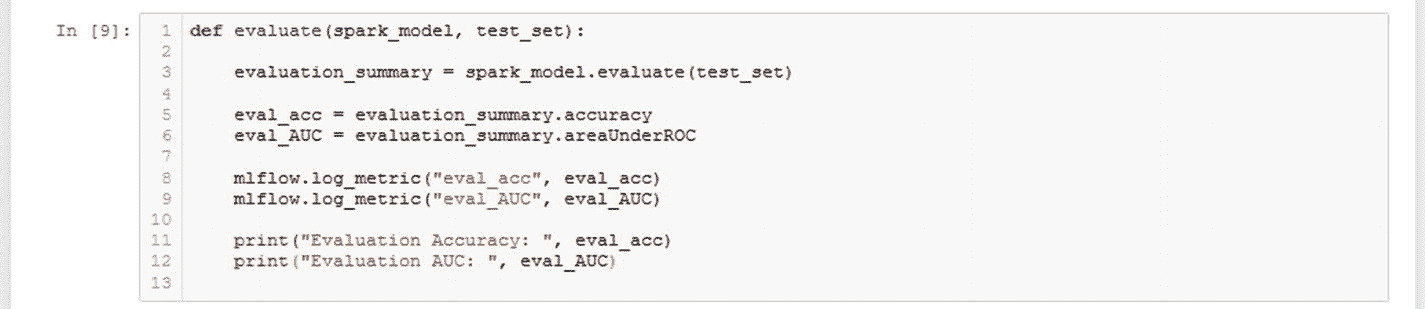 In [9]:
1 def evaluate(spark_model, test_set):
2
3     evaluation_summary = spark_model.evaluate(test_set)
4
5     eval_acc = evaluation_summary.accuracy
6     eval_AUC = evaluation_summary.areaUnderROC
7
8     mlflow.log_metric("eval_acc", eval_acc)
9     mlflow.log_metric("eval_AUC", eval_AUC)
10
11     print("Evaluation Accuracy: ", eval_acc)
12     print("Evaluation AUC: ", eval_AUC)
13